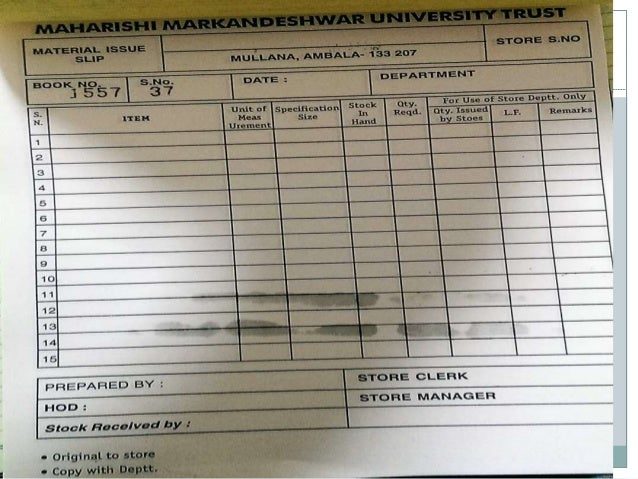 MAHARISHI MARKANDESHWAR UNIVERSITY TRUST
MATERIAL ISSUE SLIP
MULLANA, AMBALA- 133 207
STORE S.NO
BOOK NO. 1557
S.No. 37
DATE :
DEPARTMENT
S. N.
ITEM
Unit of Meas Urement
Specification Size
Stock In Hand
Qty. Reqd.
For Use of Store Deptt. Only
Qty. Issued by Stoes
L.F.
Remarks
1
2
3
4
5
6
7
8
9
10
11
12
13
14
15
PREPARED BY :
STORE CLERK
HOD :
STORE MANAGER
Stock Received by :
• Original to store
• Copy with Deptt.